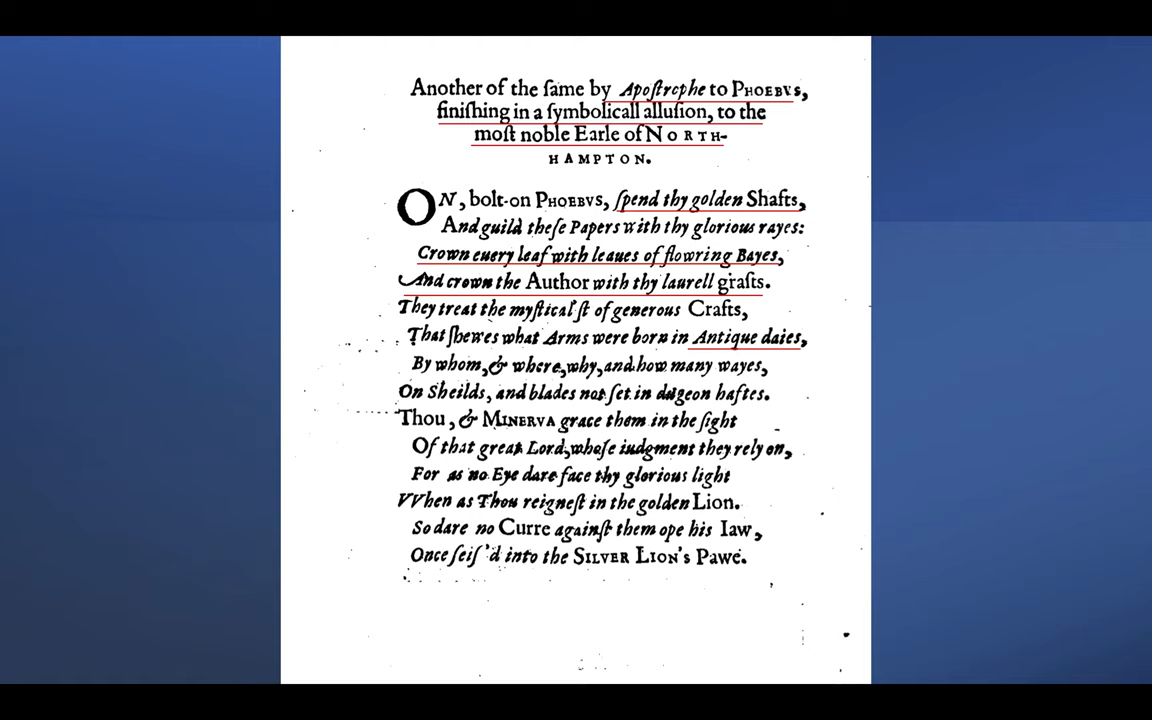 Another of the ſame by Apoſtrophe to PHOEBVS,
finiſhing in a ſymbolicall alluſion, to the
moſt noble Earle of NORTH-
HAMPTON.
ON, bolt-on PHOEBVS, ſpend thy golden Shafts,
And guild theſe Papers with thy glorious rayes:
Crown euery leaf with leaues of flowring Bayes,
And crown the Author with thy laurell grafts.
They treat the myſtical'ſt of generous Crafts,
That ſhewes what Arms were born in Antique daies,
By whom, & where, why, and how many wayes,
On Sheilds, and blades not ſet in dugeon haftes.
Thou, & MINERVA grace them in the ſight
Of that great Lord, whoſe iudgment they rely on,
For as no Eye dare face thy glorious light
VVhen as Thou reigneſt in the golden Lion.
So dare no Curre againſt them ope his Iaw,
Once ſeiſ'd into the SILVER LION's Pawe.